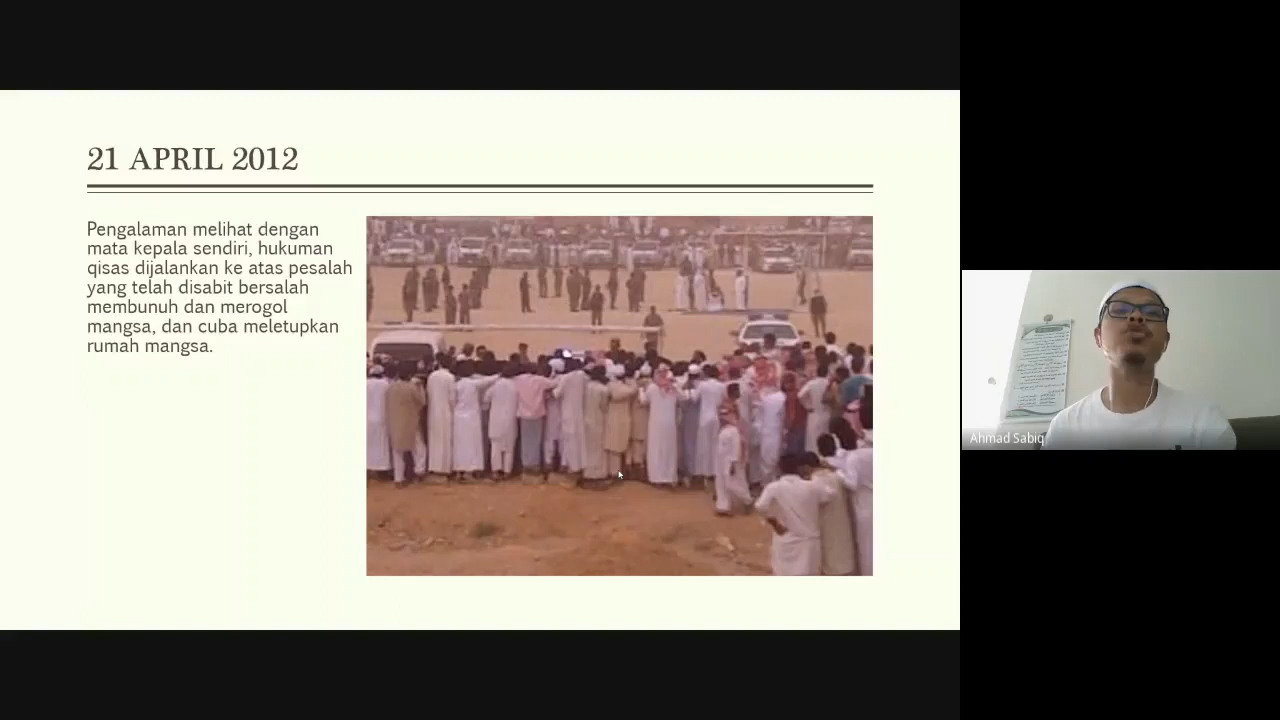 21 APRIL 2012
Pengalaman melihat dengan
mata kepala sendiri, hukuman
qisas dijalankan ke atas pesalah
yang telah disabit bersalah
membunuh dan merogol
mangsa, dan cuba meletupkan
rumah mangsa.
Ahmad Sabiq